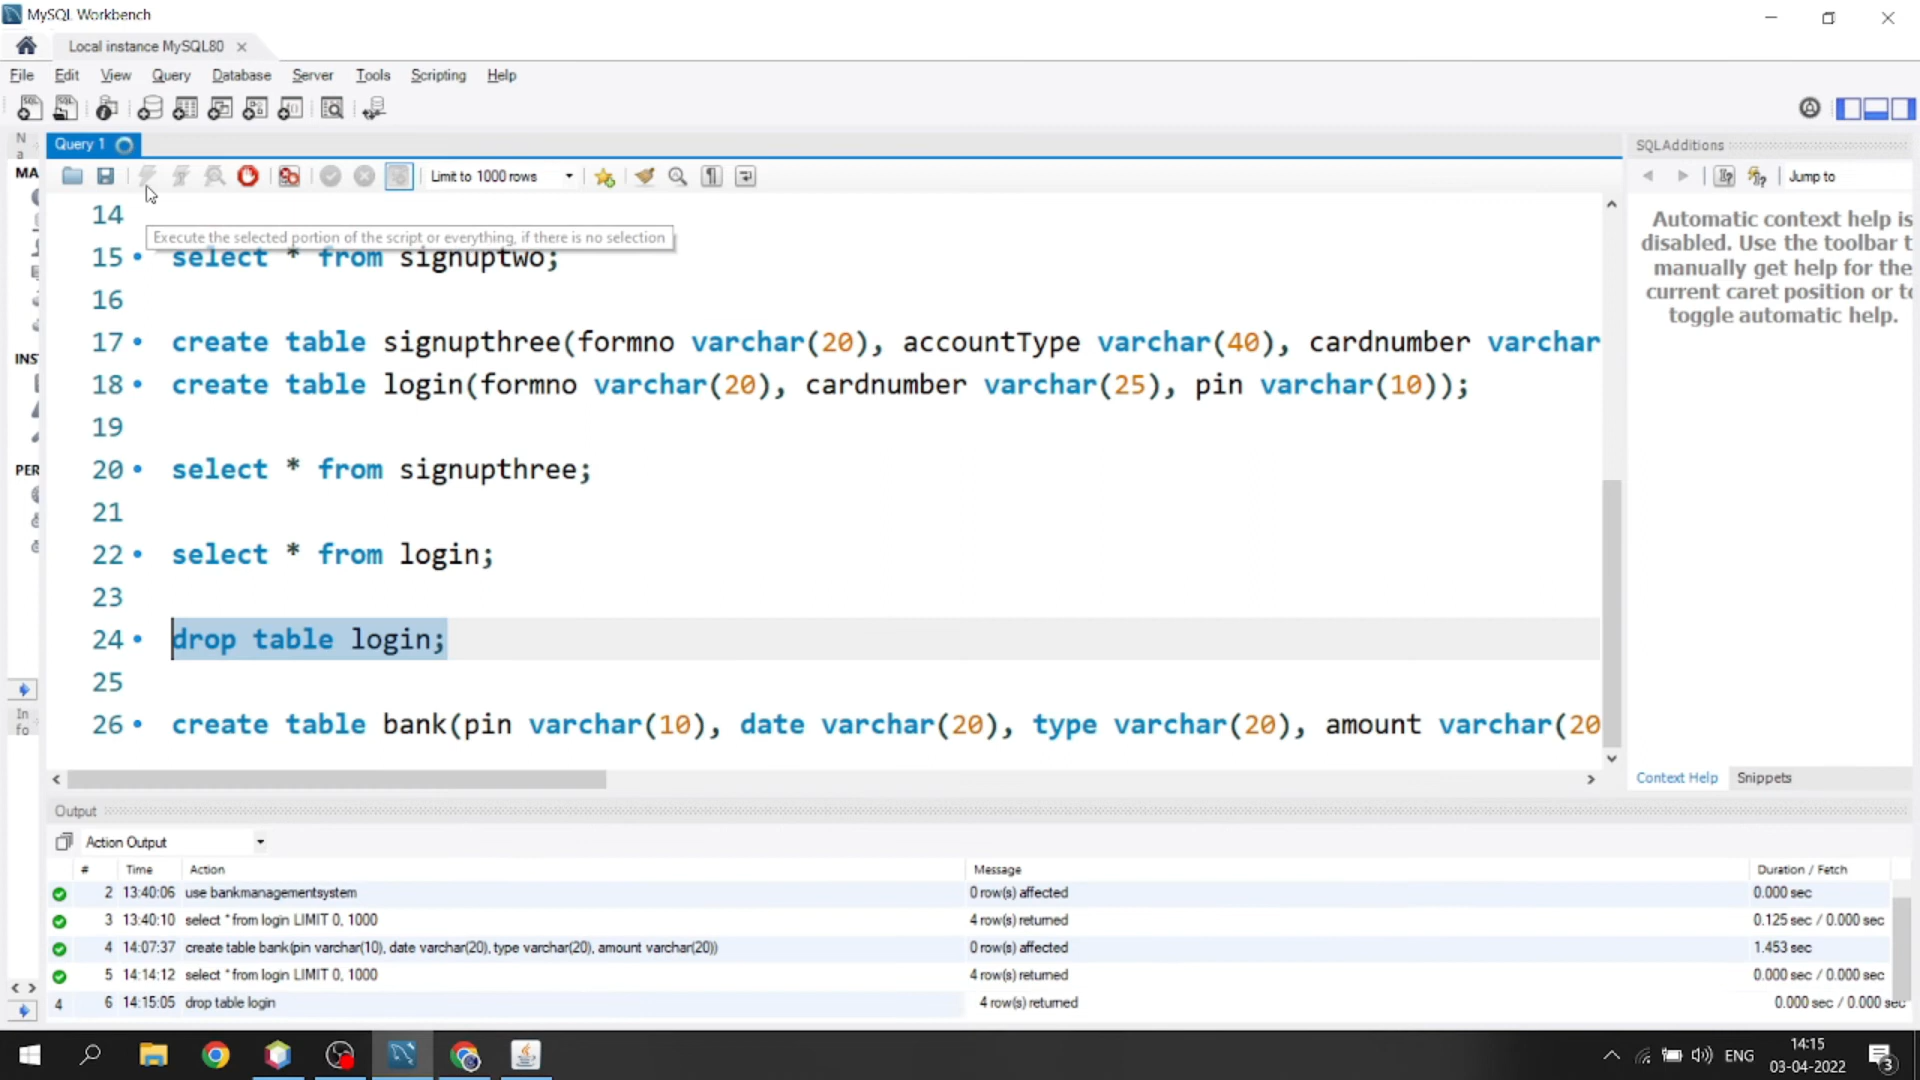 MySQL Workbench
Local instance MySQL80
File Edit View Query Database Server Tools Scripting Help
Query 1
SQLAdditions
Limit to 1000 rows
Jump to
N
a
MA
INS
PER
In
fo
14
Execute the selected portion of the script or everything, if there is no selection
15 select * from signuptwo;
16
17 create table signupthree(formno varchar(20), accountType varchar(40), cardnumber varchar
18 create table login(formno varchar(20), cardnumber varchar(25), pin varchar(10));
19
20 select * from signupthree;
21
22 select * from login;
23
24 drop table login;
25
26 create table bank(pin varchar(10), date varchar(20), type varchar(20), amount varchar(20
Automatic context help is
disabled. Use the toolbar t
manually get help for the
current caret position or to
toggle automatic help.
Context Help Snippets
Output
Action Output
# Time Action Message Duration / Fetch
2 13:40:06 use bankmanagementsystem 0 row(s) affected 0.000 sec
3 13:40:10 select * from login LIMIT 0, 1000 4 row(s) returned 0.125 sec / 0.000 sec
4 14:07:37 create table bank(pin varchar(10), date varchar(20), type varchar(20), amount varchar(20)) 0 row(s) affected 1.453 sec
5 14:14:12 select * from login LIMIT 0, 1000 4 row(s) returned 0.000 sec / 0.000 sec
4 6 14:15:05 drop table login 4 row(s) returned 0.000 sec / 0.000 sec
ENG
14:15
03-04-2022
3